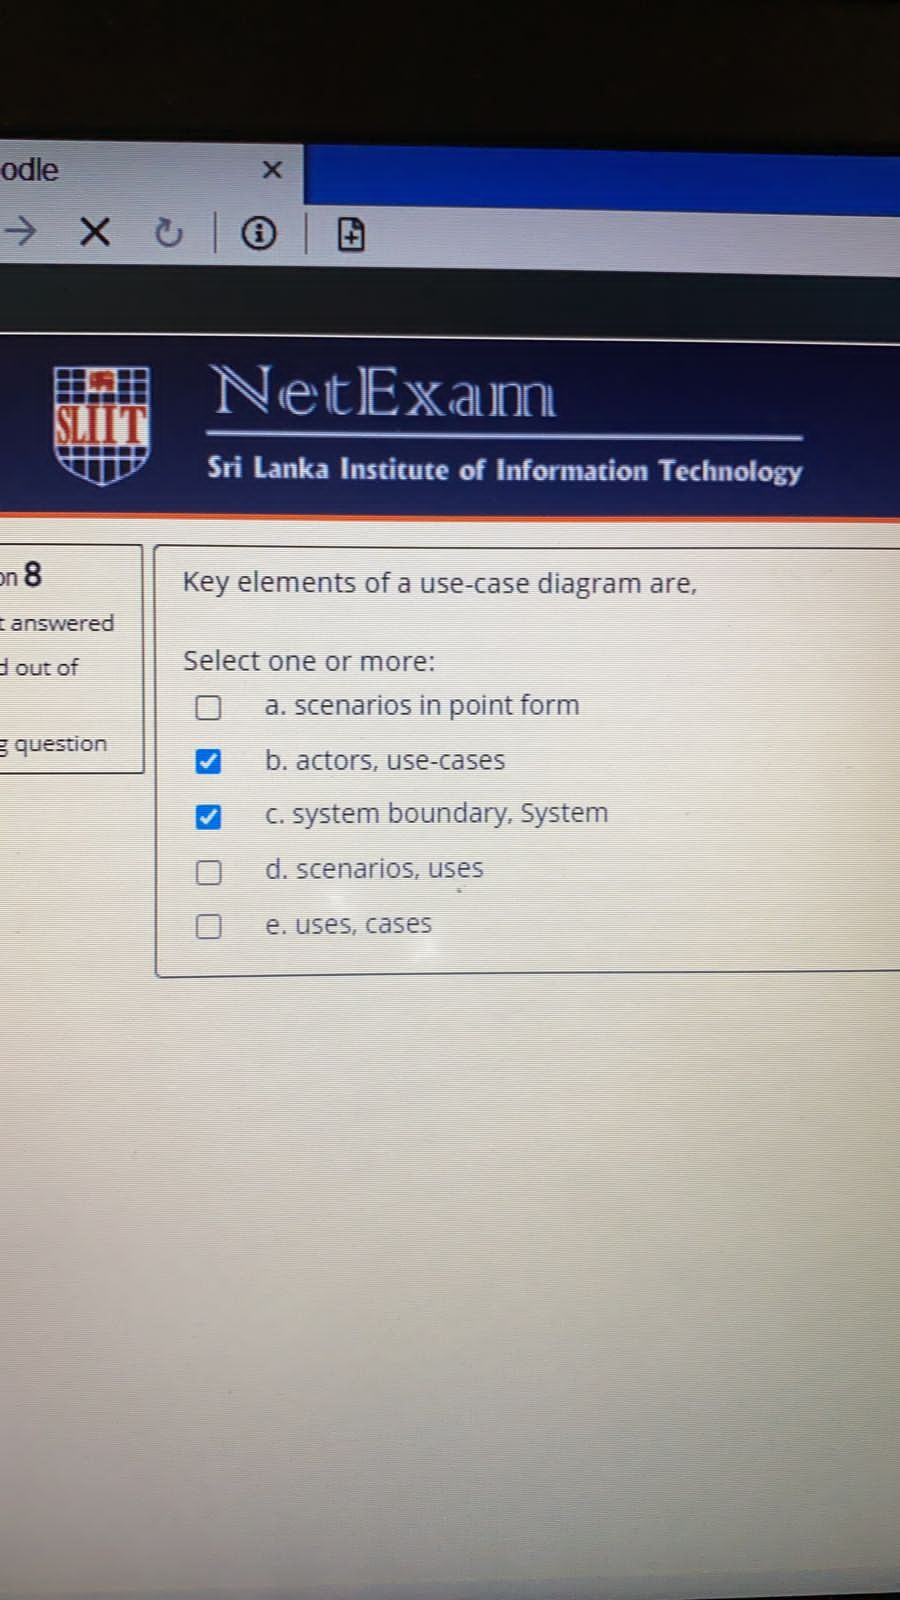 odle
SLIIT
NetExam
Sri Lanka Institute of Information Technology
on 8
t answered
d out of
g question
Key elements of a use-case diagram are,
Select one or more:
a. scenarios in point form
b. actors, use-cases
c. system boundary, System
d. scenarios, uses
e. uses, cases